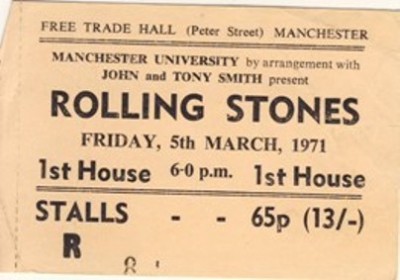 FREE TRADE HALL (Peter Street) MANCHESTER
MANCHESTER UNIVERSITY by arrangement with
JOHN and TONY SMITH present
ROLLING STONES
FRIDAY, 5th MARCH, 1971
1st House 6-0 p.m. 1st House
STALLS - - 65p (13/-)
R